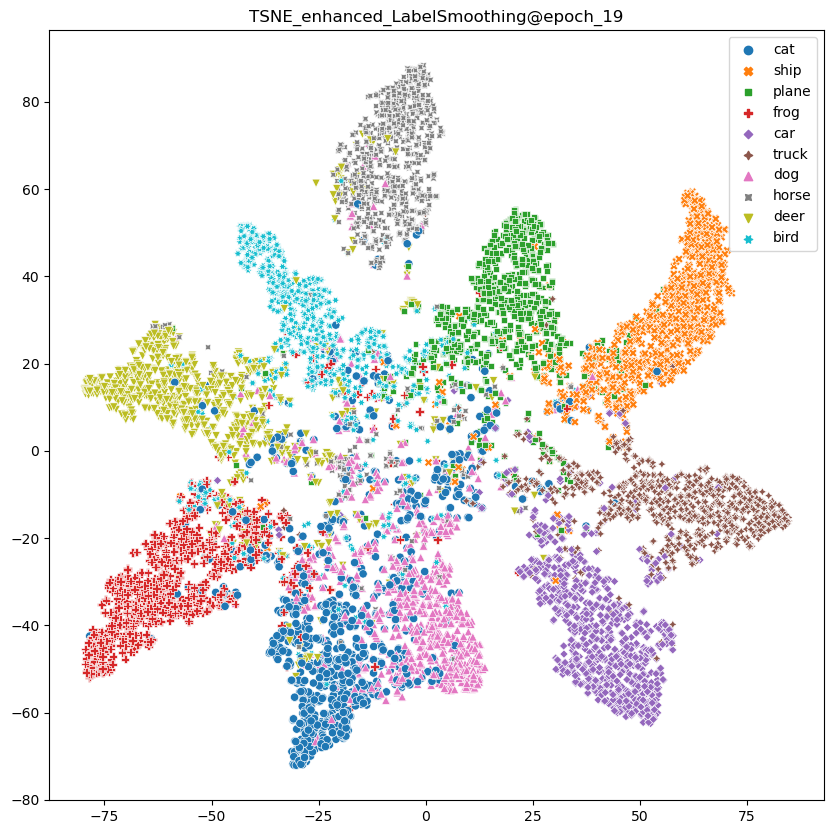 TSNE_enhanced_LabelSmoothing@epoch_19
cat
ship
plane
frog
car
truck
dog
horse
deer
bird
80
60
40
20
0
−20
−40
−60
−80
−75
−50
−25
0
25
50
75